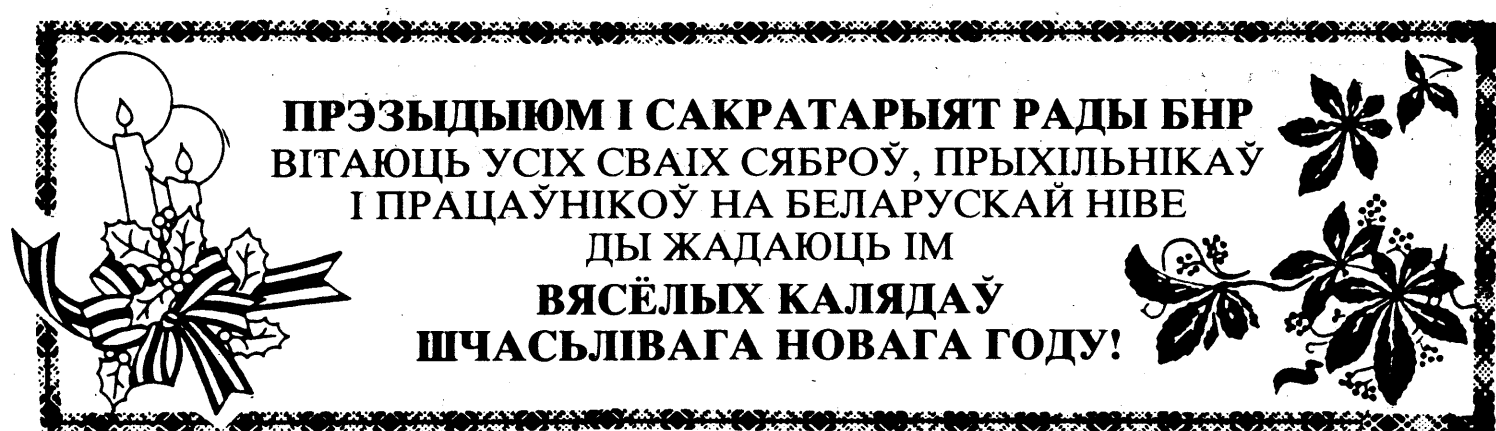 ПРЭЗЫДЫЮМ І САКРАТАРЫЯТ РАДЫ БНР
ВІТАЮЦЬ УСІХ СВАІХ СЯБРОЎ, ПРЫХІЛЬНІКАЎ
І ПРАЦАЎНІКОЎ НА БЕЛАРУСКАЙ НІВЕ
ДЫ ЖАДАЮЦЬ ІМ
ВЯСЁЛЫХ КАЛЯДАЎ
ШЧАСЬЛІВАГА НОВАГА ГОДУ!